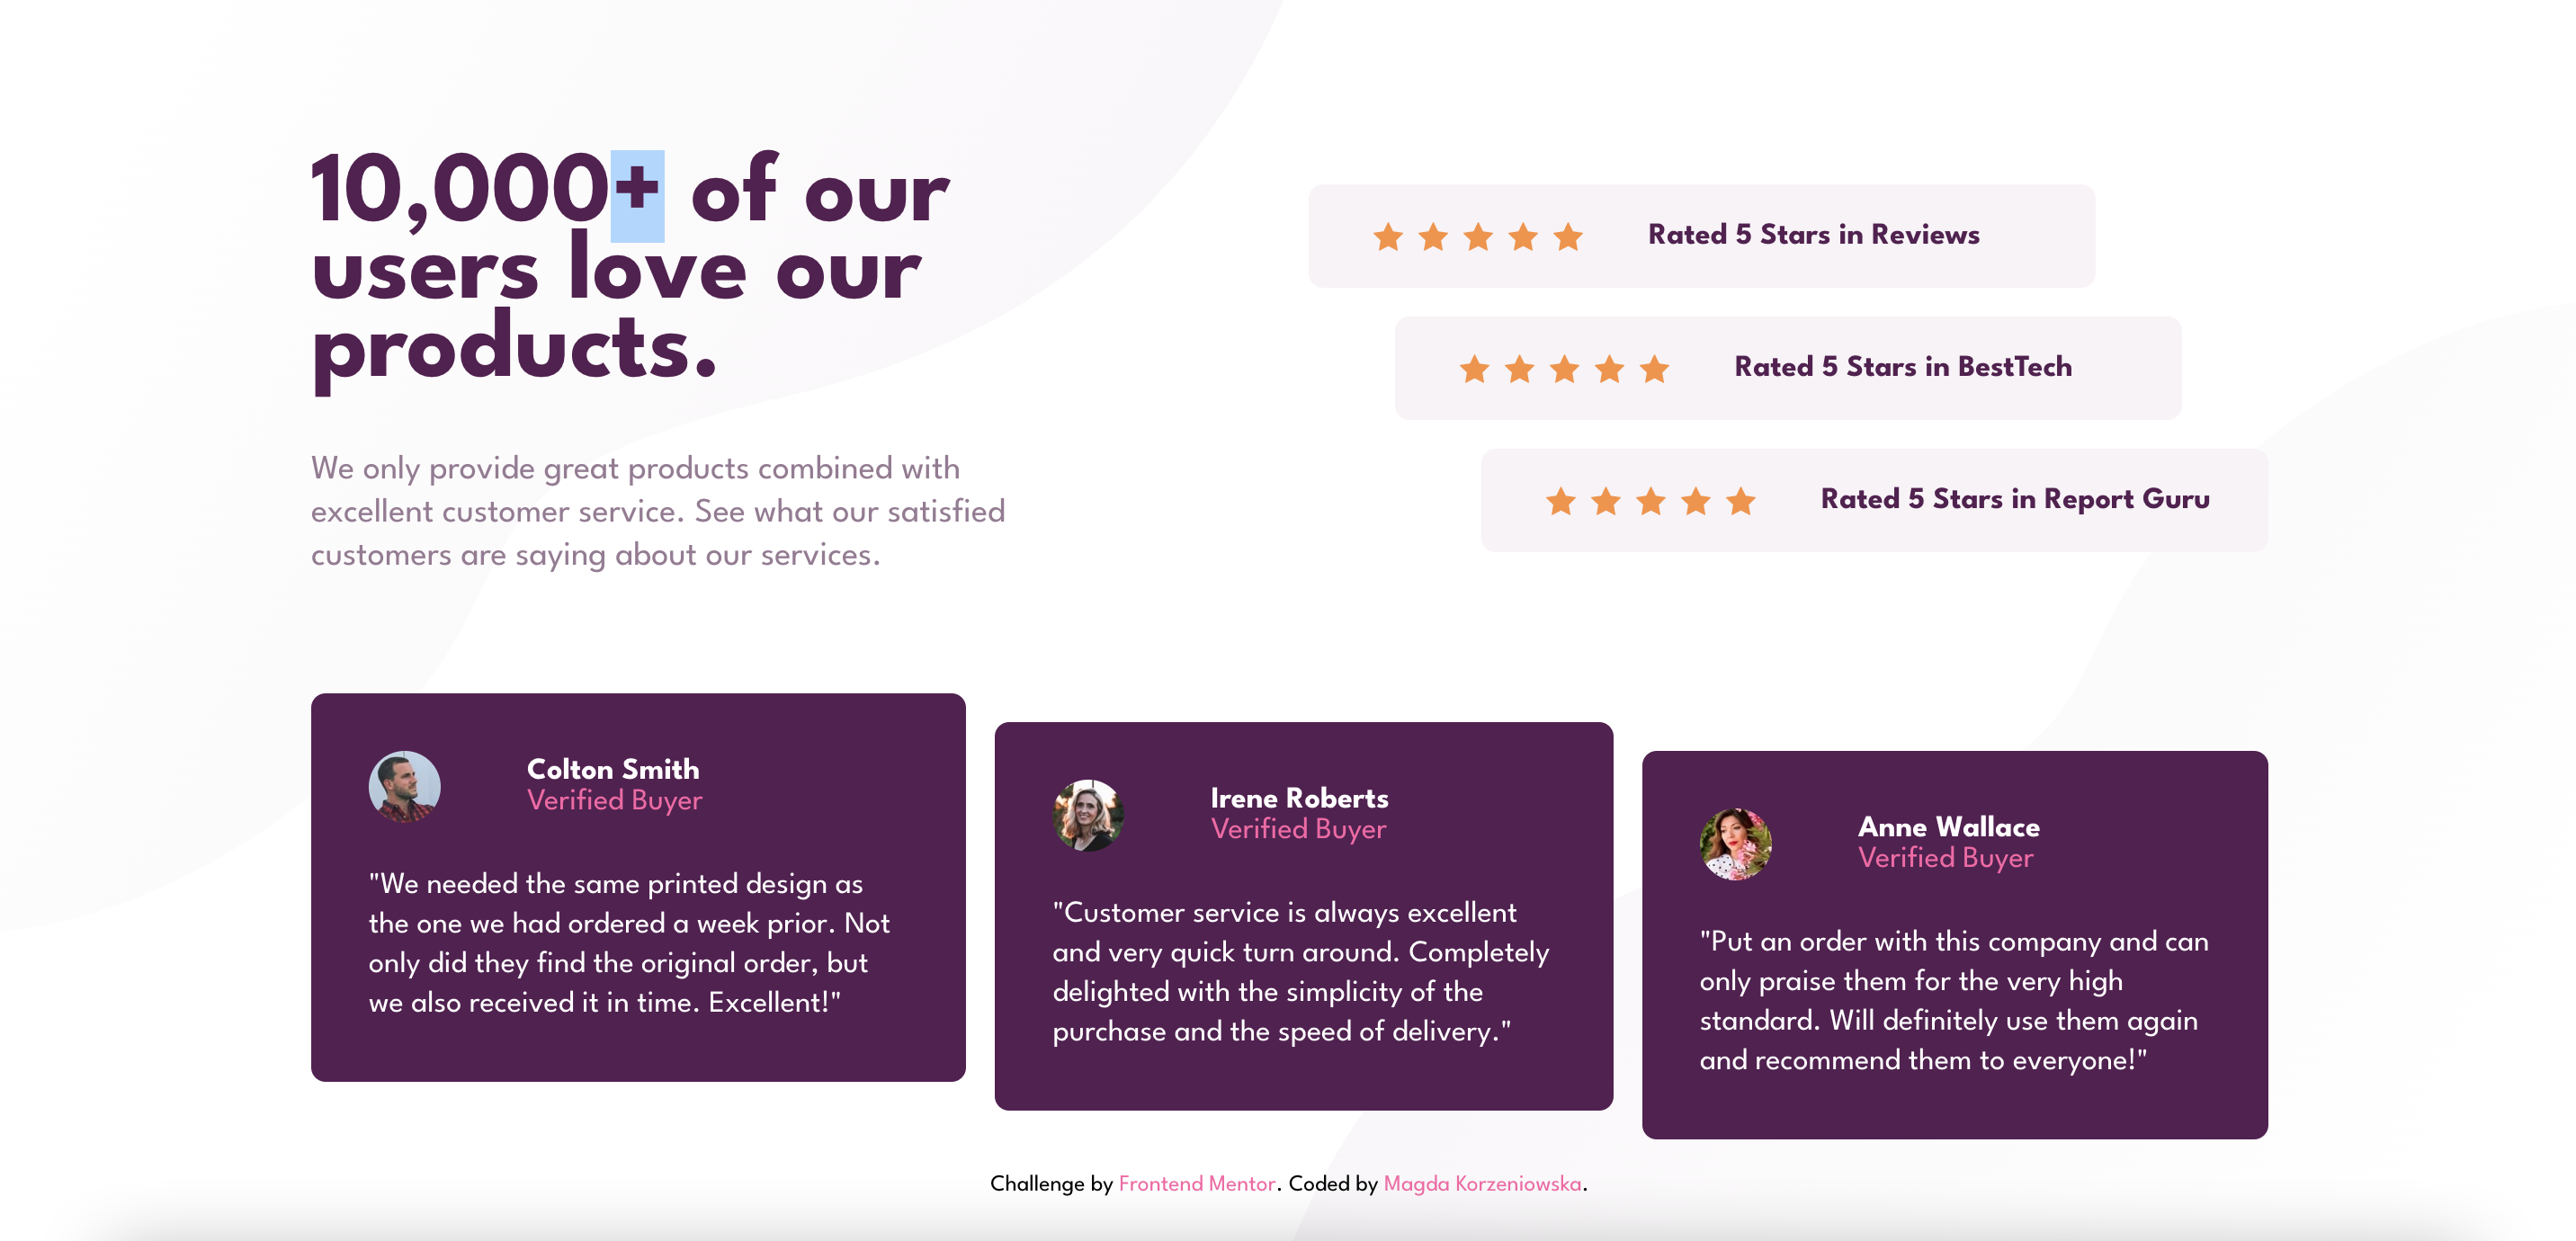 10,000+ of our
users love our
products.
We only provide great products combined with
excellent customer service. See what our satisfied
customers are saying about our services.
Rated 5 Stars in Reviews
Rated 5 Stars in BestTech
Rated 5 Stars in Report Guru
Colton Smith
Verified Buyer
"We needed the same printed design as
the one we had ordered a week prior. Not
only did they find the original order, but
we also received it in time. Excellent!"
Irene Roberts
Verified Buyer
"Customer service is always excellent
and very quick turn around. Completely
delighted with the simplicity of the
purchase and the speed of delivery."
Anne Wallace
Verified Buyer
"Put an order with this company and can
only praise them for the very high
standard. Will definitely use them again
and recommend them to everyone!"
Challenge by Frontend Mentor. Coded by Magda Korzeniowska.